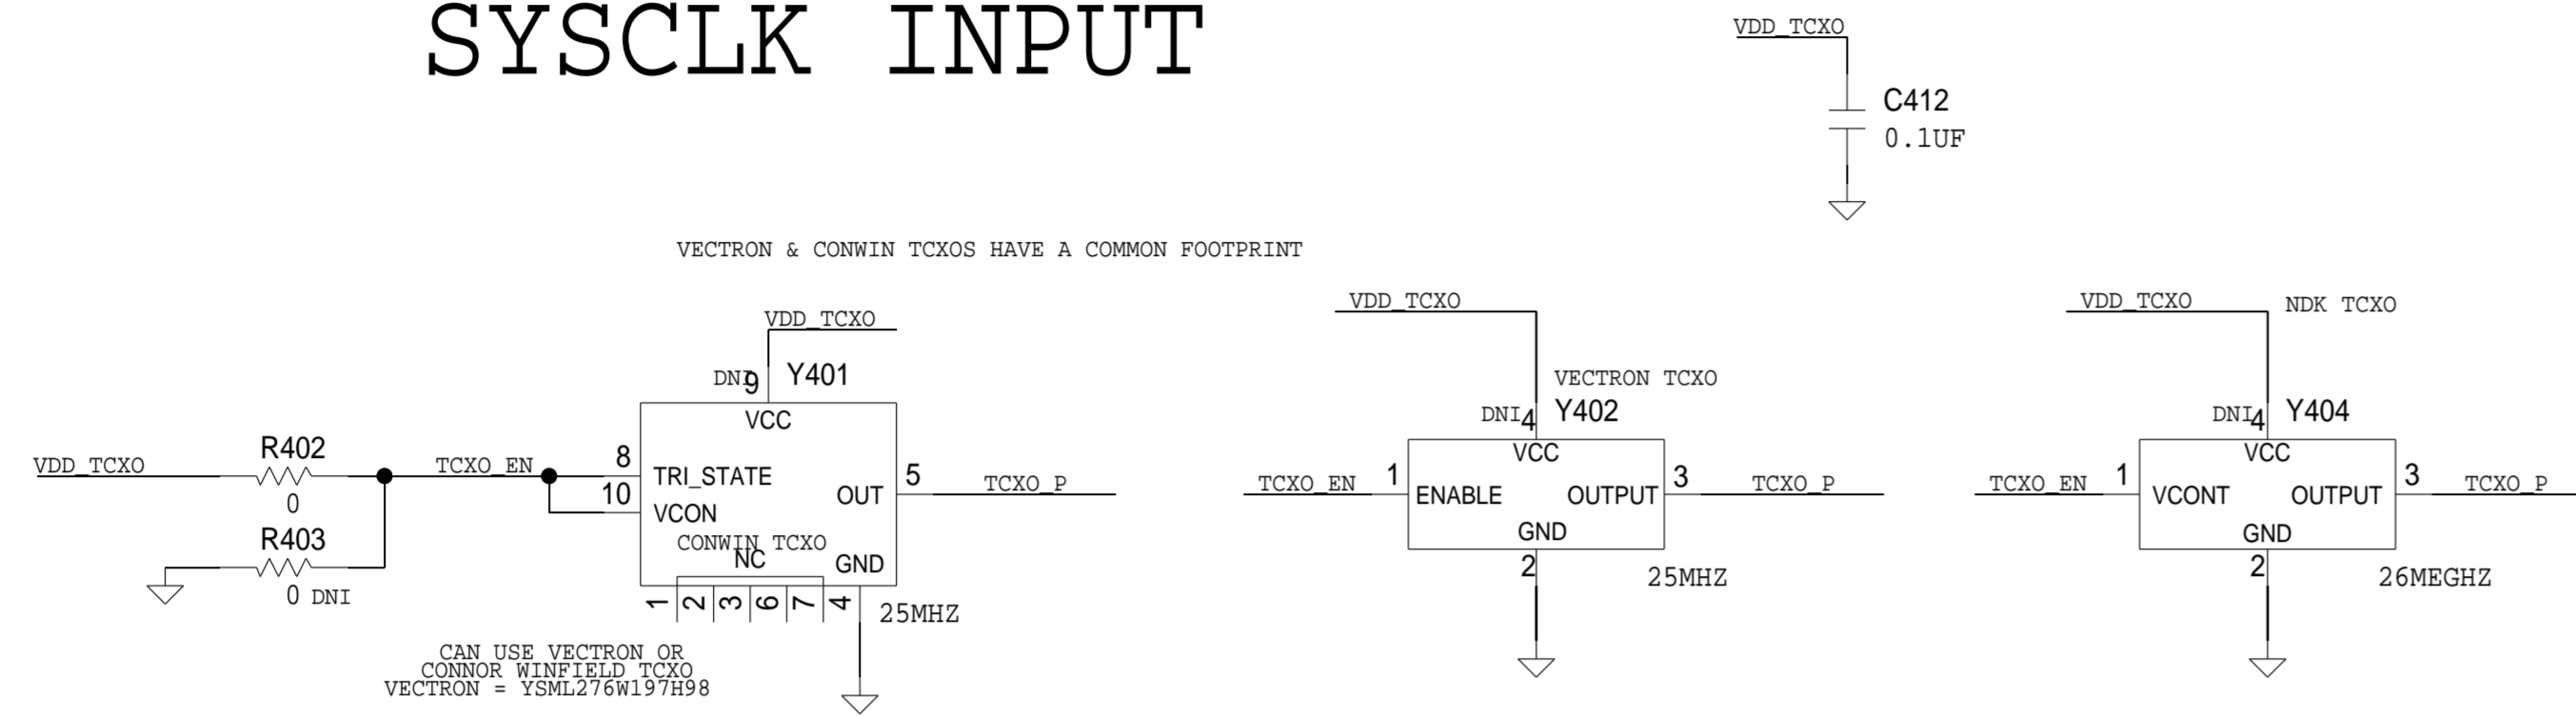 SYSCLK INPUT
VDD_TCXO
C412
0.1UF
VECTRON & CONWIN TCXOS HAVE A COMMON FOOTPRINT
VDD_TCXO
DNI
9
Y401
VCC
VDD_TCXO
R402
0
TCXO_EN
8
TRI_STATE
10
VCON
5
OUT
TCXO_P
R403
0 DNI
CONWIN TCXO
NC
GND
1
2
3
6
7
4
25MHZ
CAN USE VECTRON OR
CONNOR WINFIELD TCXO
VECTRON = YSML276W197H98
VDD_TCXO
VECTRON TCXO
DNI
4
Y402
VCC
TCXO_EN
1
ENABLE
OUTPUT
3
TCXO_P
GND
2
25MHZ
VDD_TCXO
NDK TCXO
DNI
4
Y404
VCC
TCXO_EN
1
VCONT
OUTPUT
3
TCXO_P
GND
2
26MEGHZ